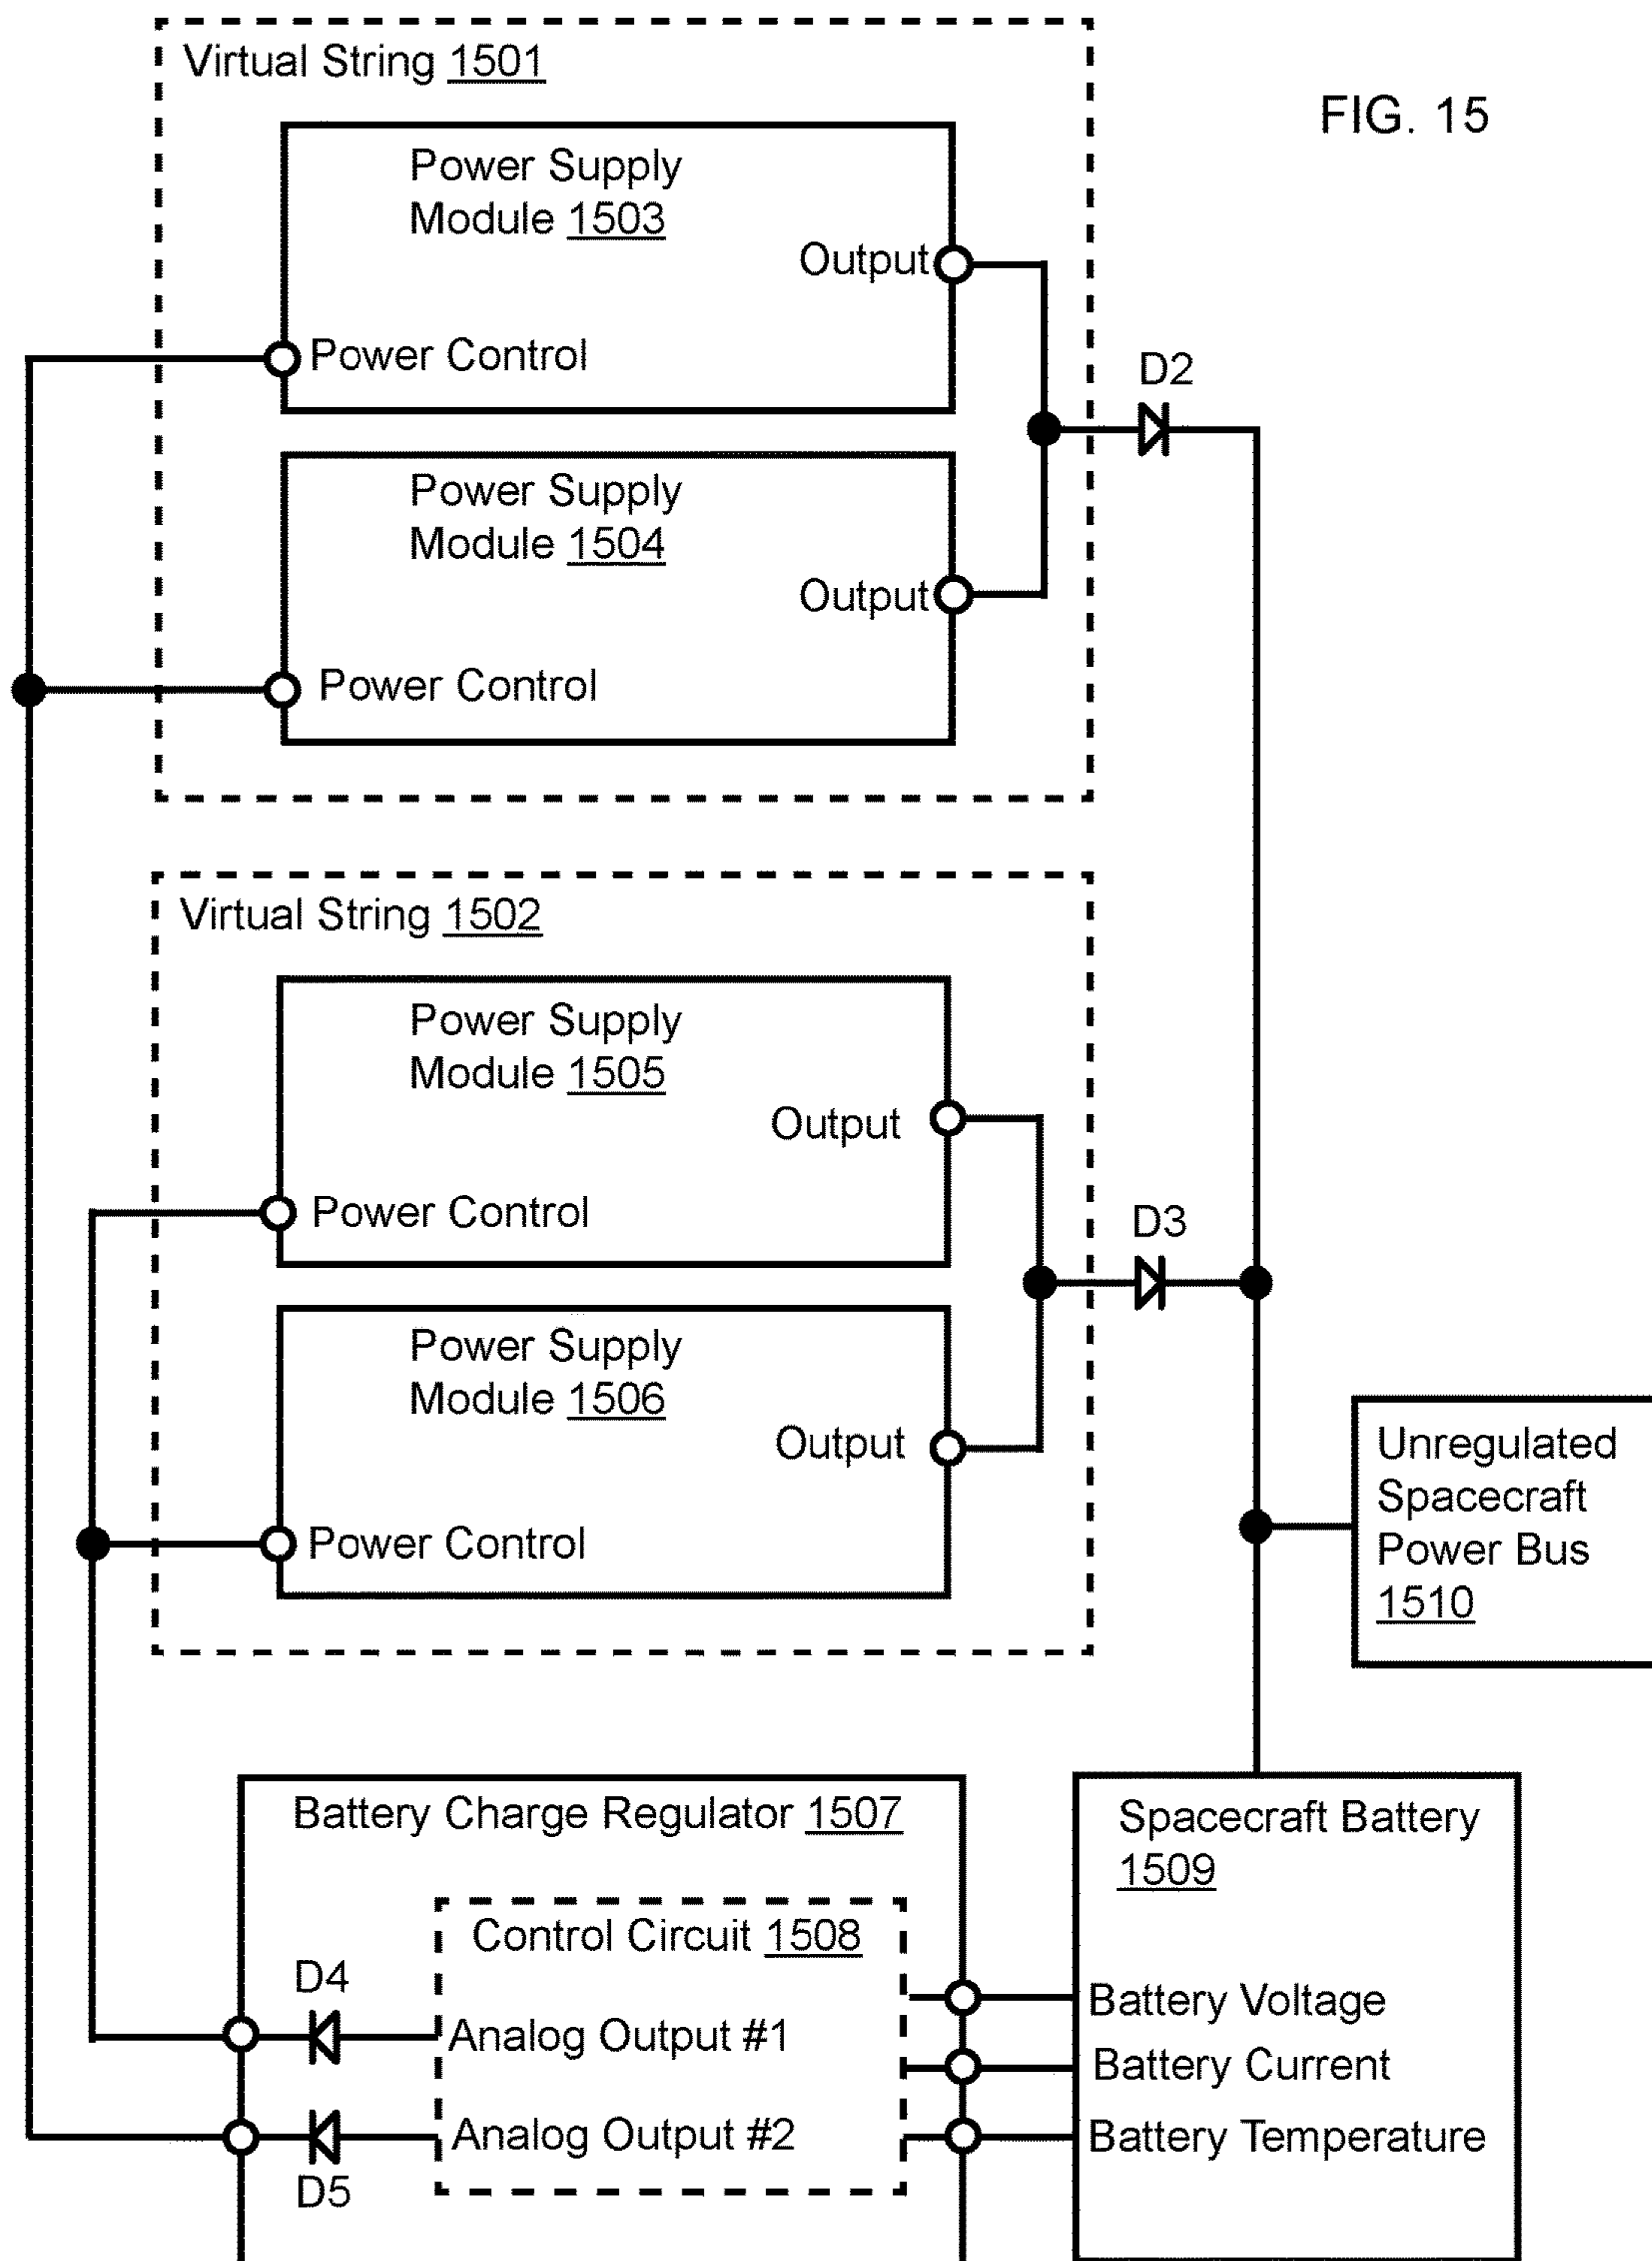 Virtual String 1501
FIG. 15
Power Supply
Module 1503
Output
Power Control
D2
Power Supply
Module 1504
Output
Power Control
Virtual String 1502
Power Supply
Module 1505
Output
Power Control
D3
Power Supply
Module 1506
Output
Power Control
Unregulated
Spacecraft
Power Bus
1510
Battery Charge Regulator 1507
Spacecraft Battery
1509
Control Circuit 1508
D4
Analog Output #1
Analog Output #2
D5
Battery Voltage
Battery Current
Battery Temperature